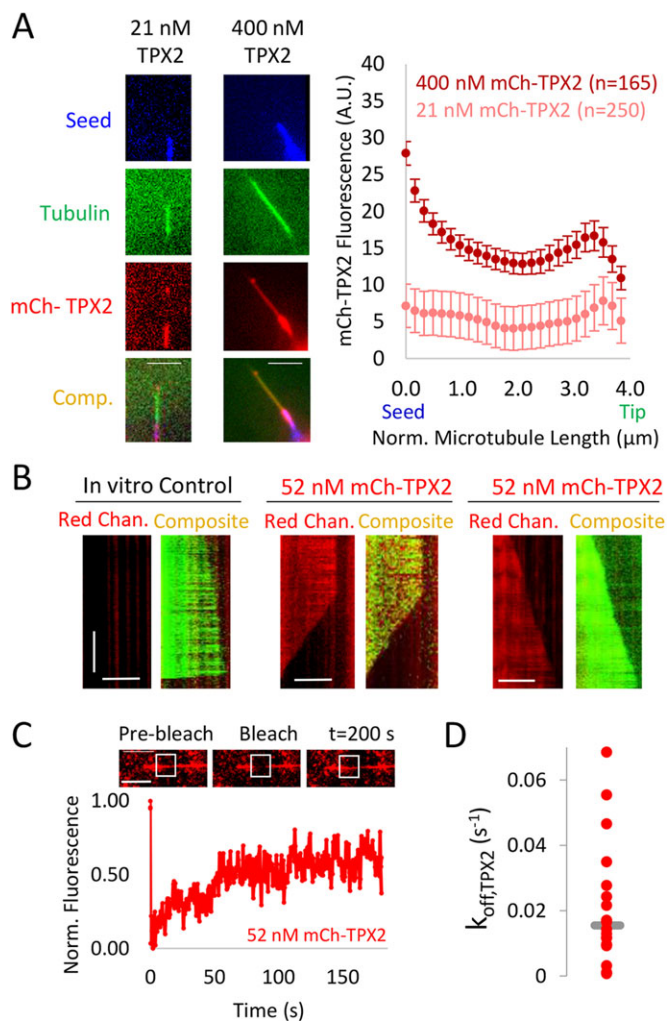 A
21 nM
TPX2
400 nM
TPX2
Seed
Tubulin
mCh- TPX2
Comp.
mCh-TPX2 Fluorescence (A.U.)
40
35
30
25
20
15
10
5
0
400 nM mCh-TPX2 (n=165)
21 nM mCh-TPX2 (n=250)
0.0 1.0 2.0 3.0 4.0
Seed Tip
Norm. Microtubule Length (μm)
B
In vitro Control
Red Chan. Composite
52 nM mCh-TPX2
Red Chan. Composite
52 nM mCh-TPX2
Red Chan. Composite
C
Pre-bleach Bleach t=200 s
Norm. Fluorescence
1.00
0.50
0.00
52 nM mCh-TPX2
0 50 100 150
Time (s)
D
koff,TPX2 (s⁻¹)
0.06
0.04
0.02
0